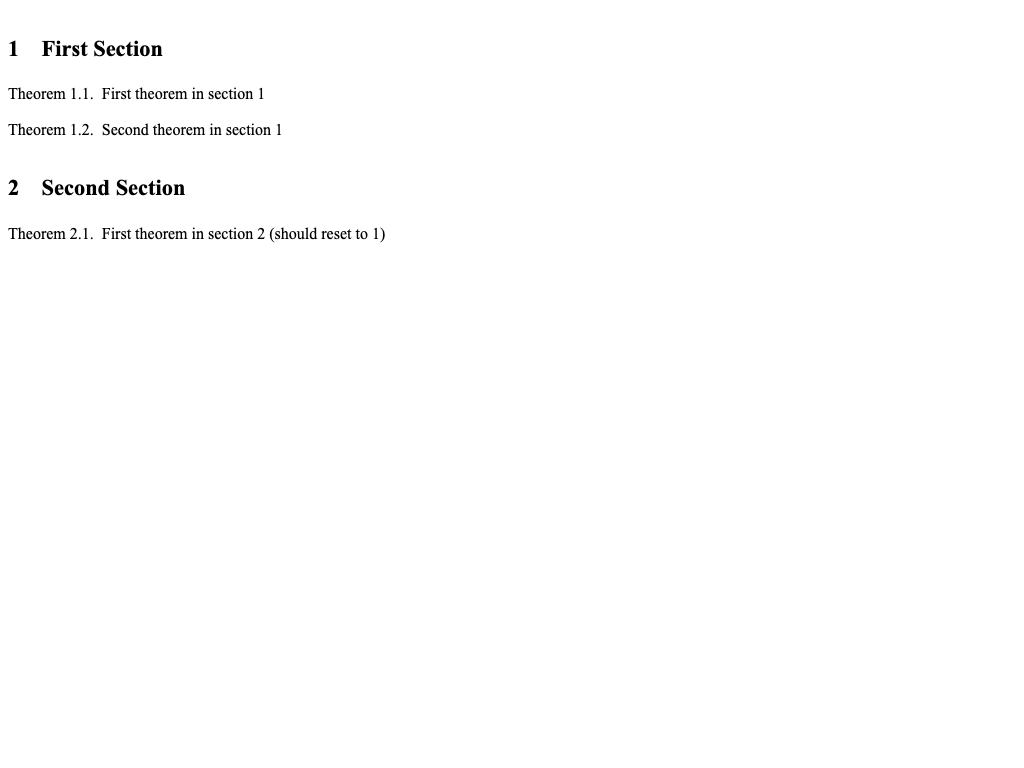 1 First Section
Theorem 1.1. First theorem in section 1
Theorem 1.2. Second theorem in section 1
2 Second Section
Theorem 2.1. First theorem in section 2 (should reset to 1)